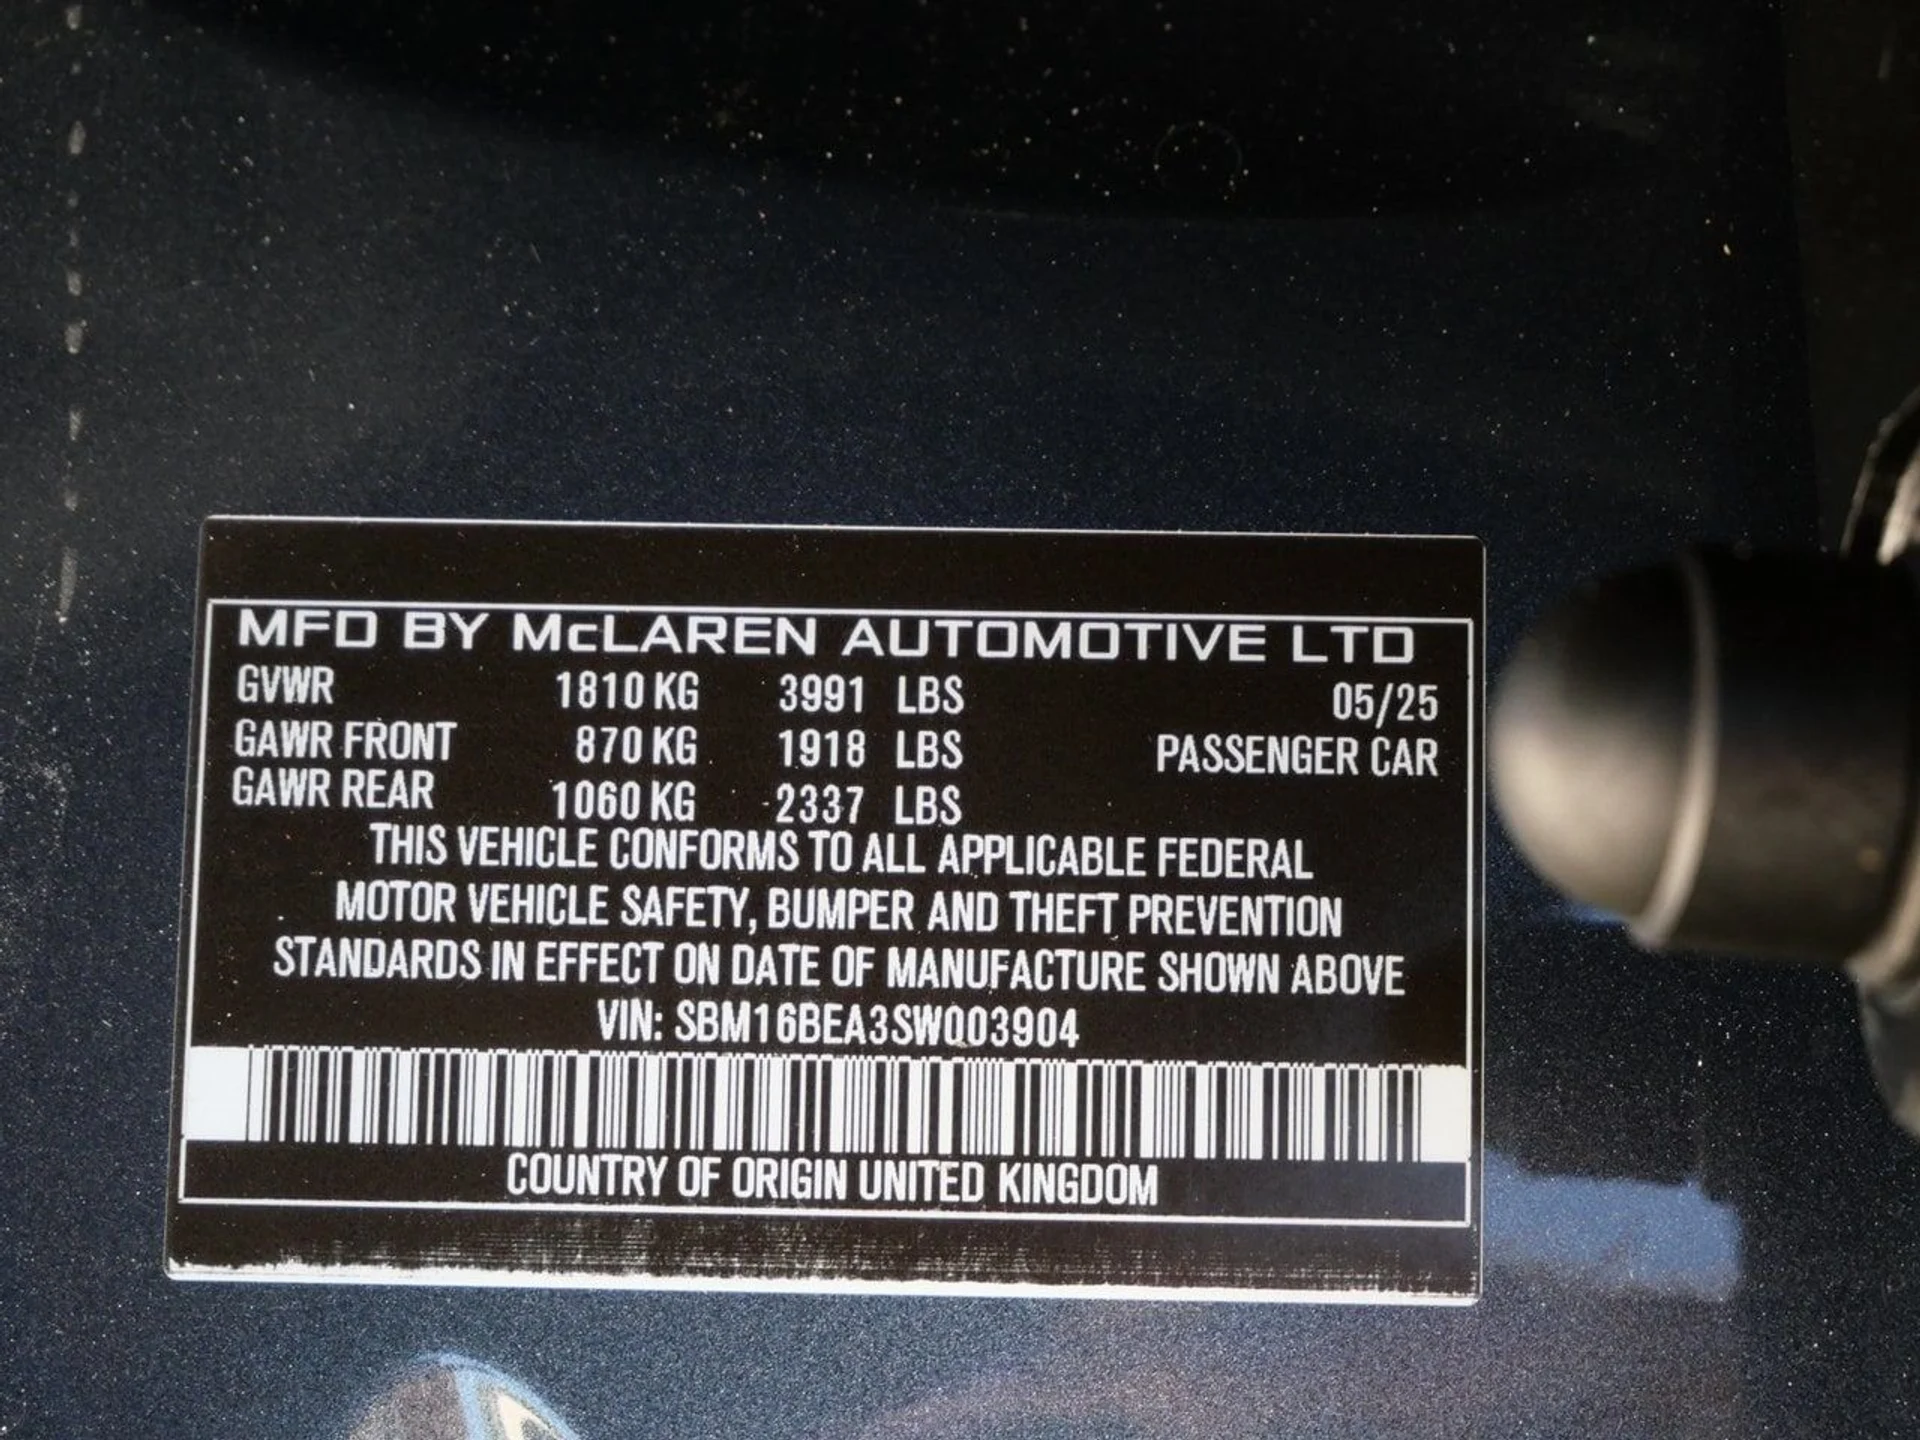 MFD BY McLAREN AUTOMOTIVE LTD
GVWR 1810 KG 3991 LBS 05/25
GAWR FRONT 870 KG 1918 LBS PASSENGER CAR
GAWR REAR 1060 KG 2337 LBS
THIS VEHICLE CONFORMS TO ALL APPLICABLE FEDERAL
MOTOR VEHICLE SAFETY, BUMPER AND THEFT PREVENTION
STANDARDS IN EFFECT ON DATE OF MANUFACTURE SHOWN ABOVE
VIN: SBM16BEA3SW003904
COUNTRY OF ORIGIN UNITED KINGDOM